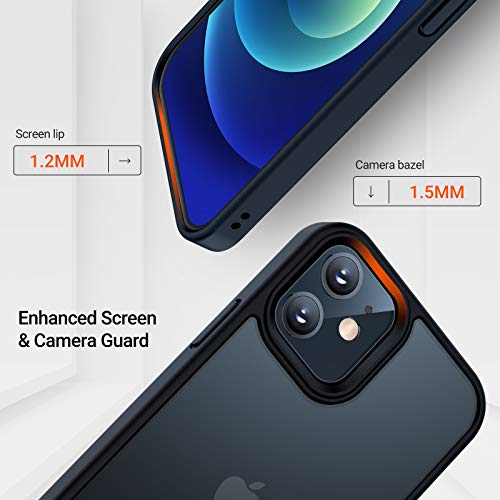 Screen lip
1.2MM
Camera bazel
1.5MM
Enhanced Screen
& Camera Guard